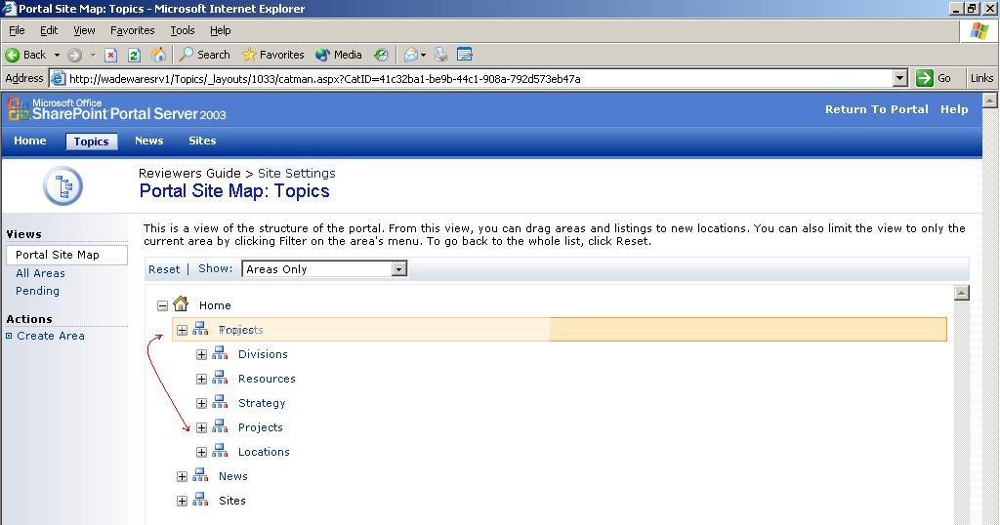 Portal Site Map: Topics - Microsoft Internet Explorer
File Edit View Favorites Tools Help
Back Search Favorites Media
Address http://wadewaresrv1/Topics/_layouts/1033/catman.aspx?CatID=41c32ba1-be9b-44c1-908a-792d573eb47a Go Links
Microsoft Office
SharePoint Portal Server 2003
Return To Portal Help
Home Topics News Sites
Reviewers Guide > Site Settings
Portal Site Map: Topics
Views
Portal Site Map
All Areas
Pending
Actions
Create Area
This is a view of the structure of the portal. From this view, you can drag areas and listings to new locations. You can also limit the view to only the
current area by clicking Filter on the area's menu. To go back to the whole list, click Reset.
Reset | Show: Areas Only
Home
Divisions
Resources
Strategy
Projects
Locations
News
Sites